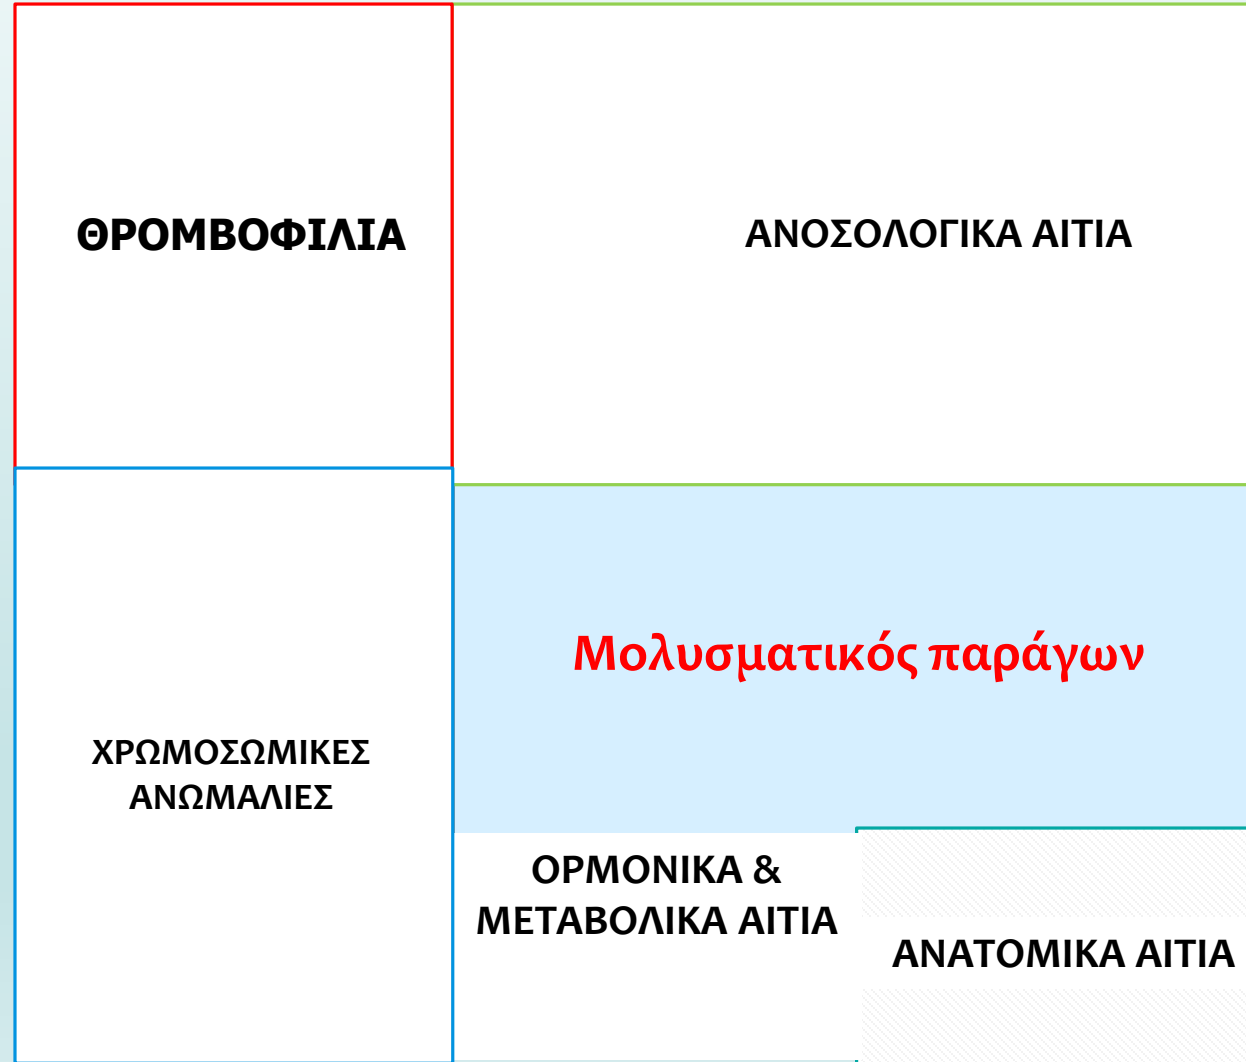 ΘΡΟΜΒΟΦΙΛΙΑ
ΑΝΟΣΟΛΟΓΙΚΑ ΑΙΤΙΑ
Μολυσματικός παράγων
ΧΡΩΜΟΣΩΜΙΚΕΣ
ΑΝΩΜΑΛΙΕΣ
ΟΡΜΟΝΙΚΑ &
ΜΕΤΑΒΟΛΙΚΑ ΑΙΤΙΑ
ΑΝΑΤΟΜΙΚΑ ΑΙΤΙΑ